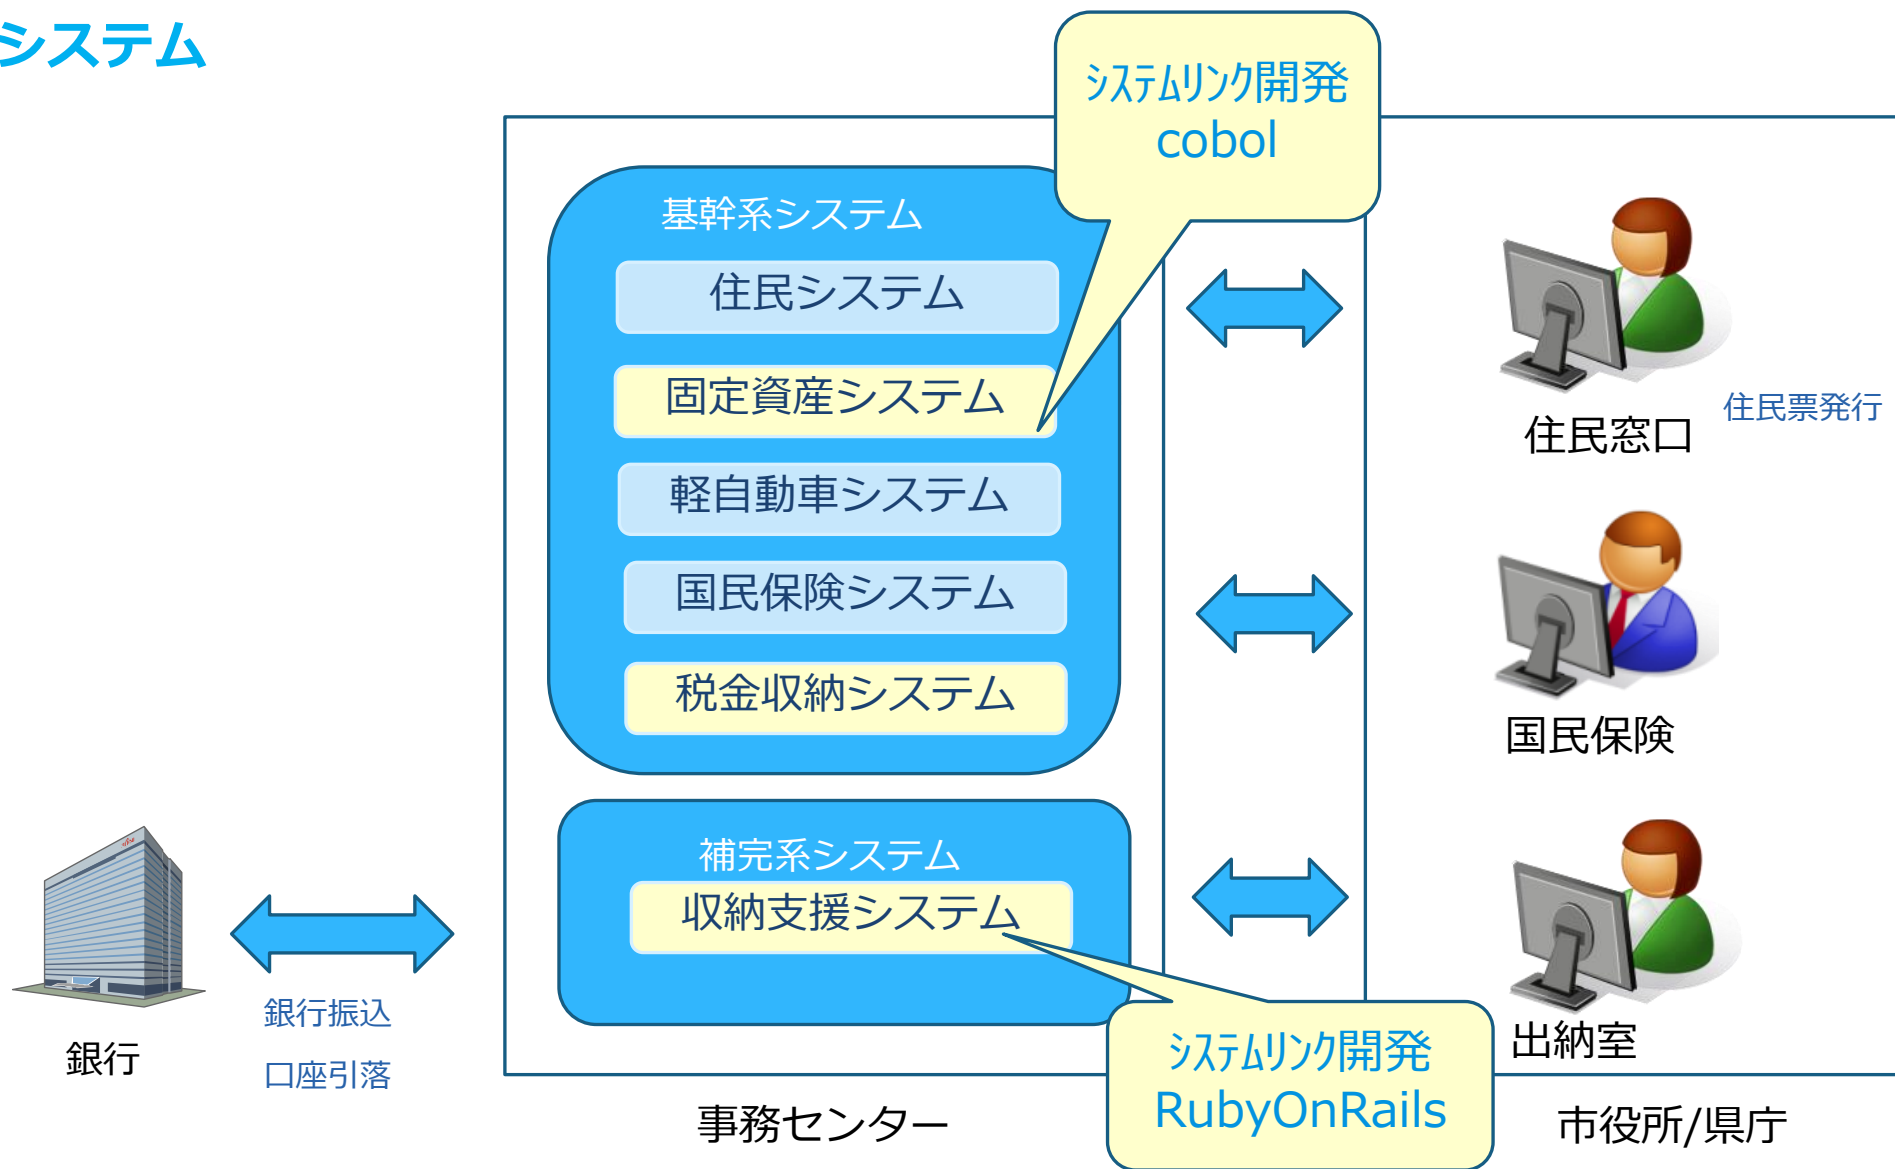 システム
ｼｽﾃﾑﾘﾝｸ開発
cobol
基幹系システム
住民システム
固定資産システム
軽自動車システム
国民保険システム
税金収納システム
補完系システム
収納支援システム
ｼｽﾃﾑﾘﾝｸ開発
RubyOnRails
住民票発行
住民窓口
国民保険
出納室
銀行
銀行振込
口座引落
事務センター
市役所/県庁